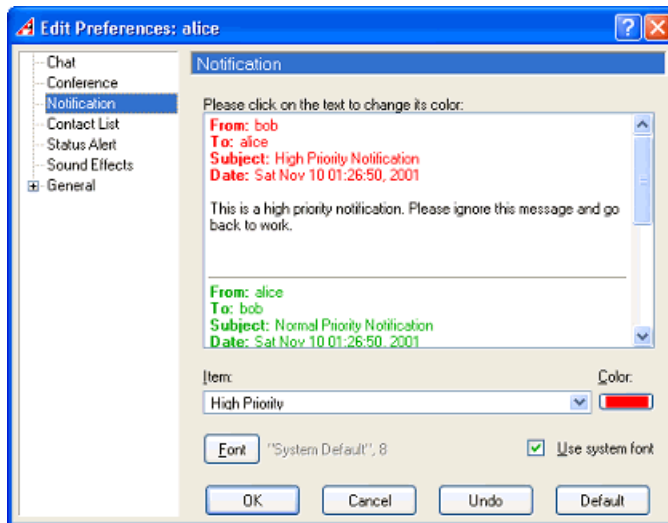 Edit Preferences: alice
Chat
Conference
Notification
Contact List
Status Alert
Sound Effects
General
Notification
Please click on the text to change its color:
From: bob
To: alice
Subject: High Priority Notification
Date: Sat Nov 10 01:26:50, 2001
This is a high priority notification. Please ignore this message and go
back to work.
From: alice
To: bob
Subject: Normal Priority Notification
Date: Sat Nov 10 01:26:50, 2001
Item: Color:
High Priority
Font "System Default", 8 Use system font
OK Cancel Undo Default